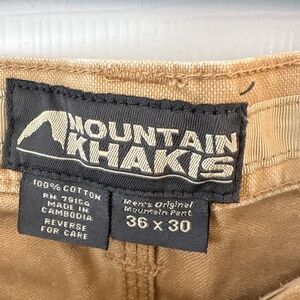 MOUNTAIN
KHAKIS
100% COTTON
RN 79154
MADE IN
CAMBODIA
REVERSE
FOR CARE
Men's Original
Mountain Pant
36 x 30